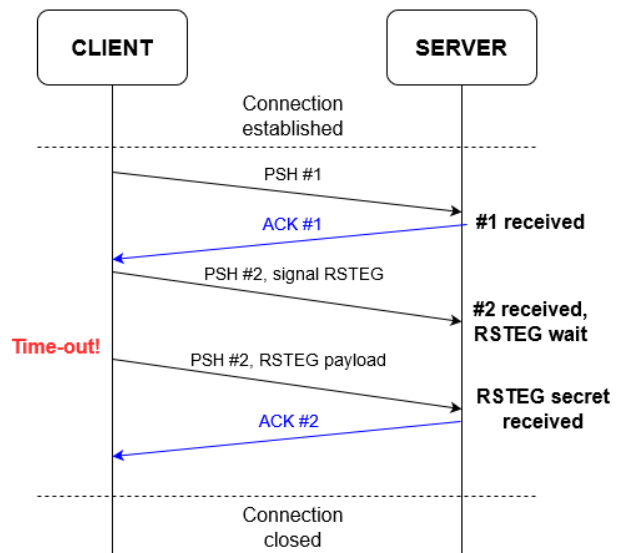 CLIENT
SERVER
Connection
established
PSH #1
ACK #1
#1 received
PSH #2, signal RSTEG
#2 received,
RSTEG wait
Time-out!
PSH #2, RSTEG payload
RSTEG secret
received
ACK #2
Connection
closed